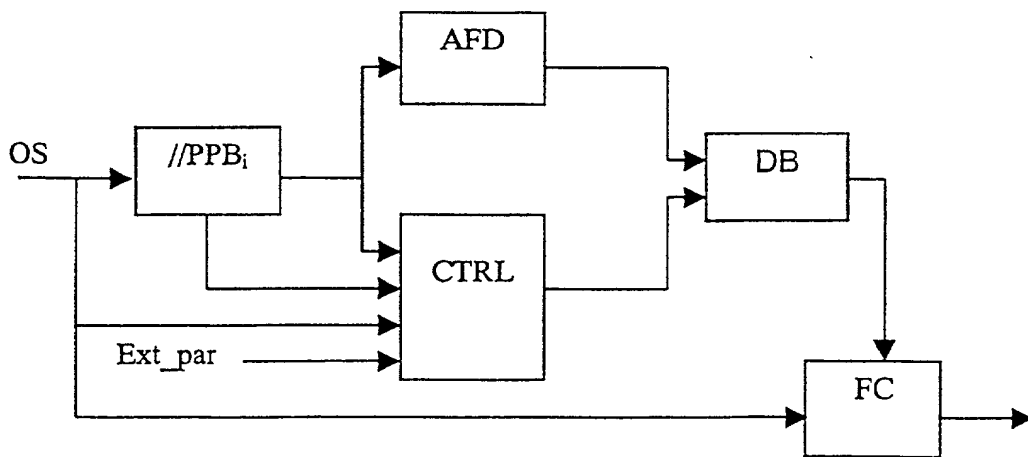 AFD
OS
//PPBᵢ
DB
CTRL
Ext_par
FC